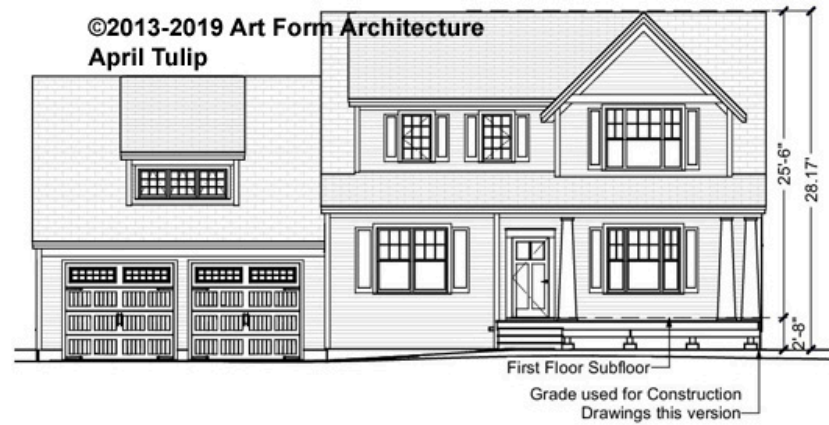 ©2013-2019 Art Form Architecture
April Tulip
25'-6"
28.17'
2'-8"
First Floor Subfloor
Grade used for Construction
Drawings this version